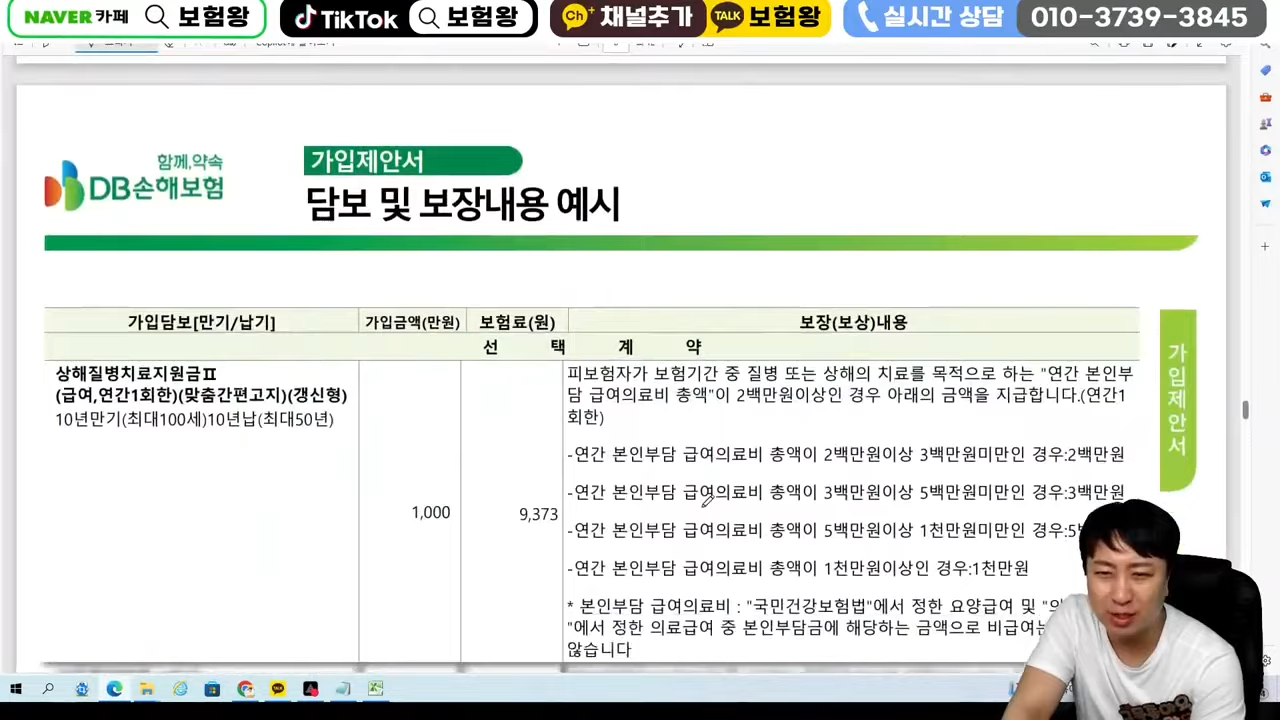 NAVER 카페 보험왕
TikTok 보험왕
Ch+ 채널추가 TALK 보험왕
실시간 상담 010-3739-3845
함께,약속
DB손해보험
가입제안서
담보 및 보장내용 예시
가입담보[만기/납기] 가입금액(만원) 보험료(원) 보장(보상)내용
선 택 계 약
상해질병치료지원금Ⅱ
(급여,연간1회한)(맞춤간편고지)(갱신형)
10년만기(최대100세)10년납(최대50년)
1,000
9,373
피보험자가 보험기간 중 질병 또는 상해의 치료를 목적으로 하는 "연간 본인부
담 급여의료비 총액"이 2백만원이상인 경우 아래의 금액을 지급합니다.(연간1
회한)
-연간 본인부담 급여의료비 총액이 2백만원이상 3백만원미만인 경우:2백만원
-연간 본인부담 급여의료비 총액이 3백만원이상 5백만원미만인 경우:3백만원
-연간 본인부담 급여의료비 총액이 5백만원이상 1천만원미만인 경우:5
-연간 본인부담 급여의료비 총액이 1천만원이상인 경우:1천만원
* 본인부담 급여의료비 : "국민건강보험법"에서 정한 요양급여 및
"에서 정한 의료급여 중 본인부담금에 해당하는 금액으로 비급여는
않습니다
가입제안서